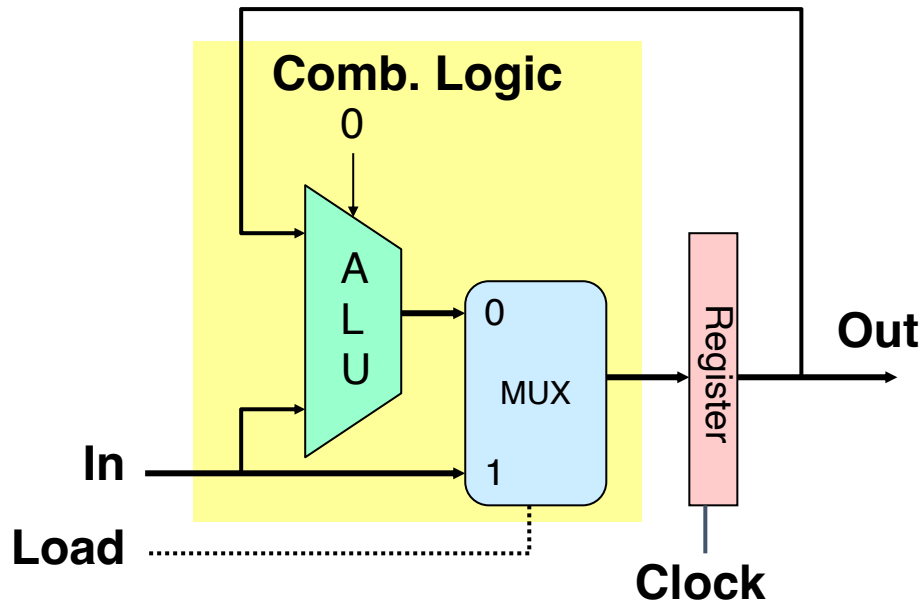 Comb. Logic
0
A
L
U
0
MUX
1
Register
Out
In
Load
Clock